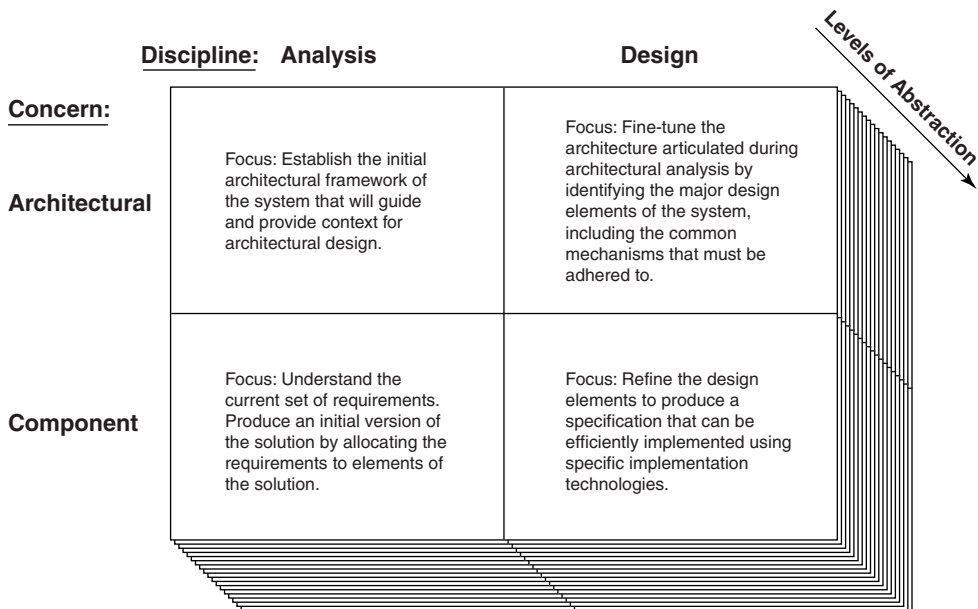 Levels of Abstraction
Discipline: Analysis
Design
Concern:
Architectural
Focus: Establish the initial
architectural framework of
the system that will guide
and provide context for
architectural design.
Focus: Fine-tune the
architecture articulated during
architectural analysis by
identifying the major design
elements of the system,
including the common
mechanisms that must be
adhered to.
Component
Focus: Understand the
current set of requirements.
Produce an initial version of
the solution by allocating the
requirements to elements of
the solution.
Focus: Refine the design
elements to produce a
specification that can be
efficiently implemented using
specific implementation
technologies.